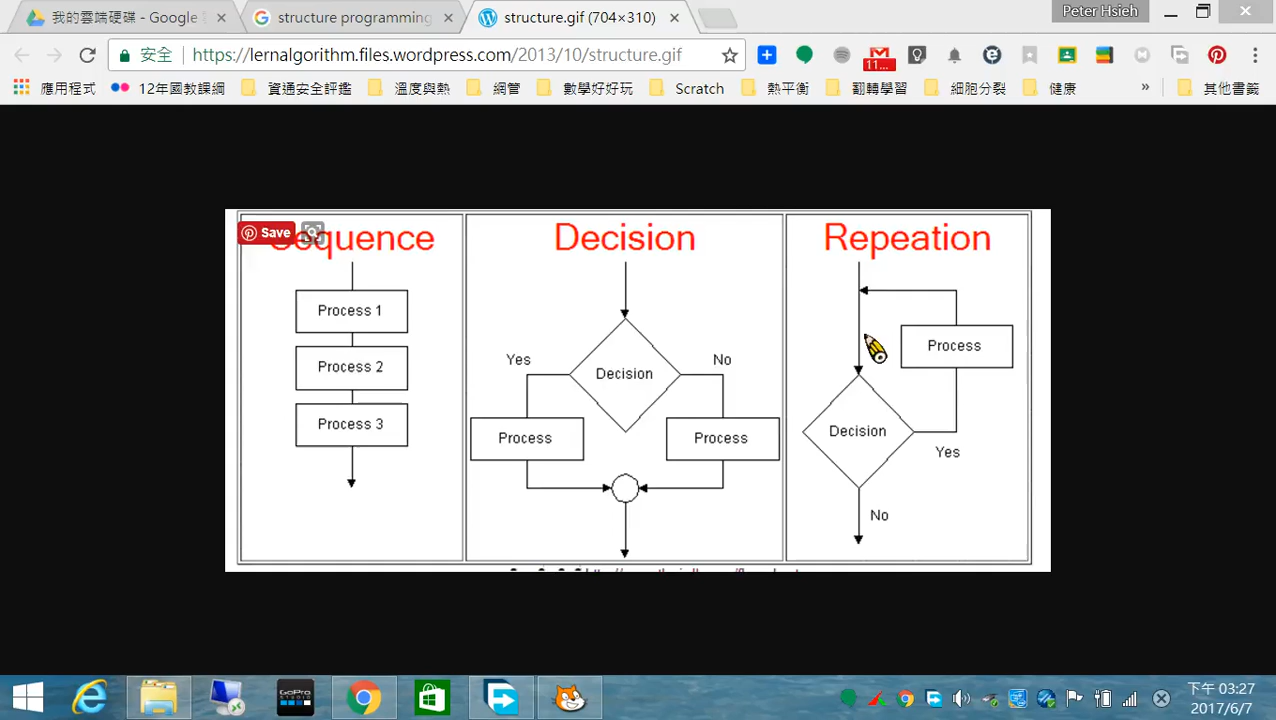 我的雲端硬碟 - Google
structure programming
structure.gif (704×310)
Peter Hsieh
安全
https://lernalgorithm.files.wordpress.com/2013/10/structure.gif
11...
應用程式
12年國教課綱
資通安全評鑑
溫度與熱
網管
數學好好玩
Scratch
熱平衡
翻轉學習
細胞分裂
健康
»
其他書籤
Save
Sequence
Process 1
Process 2
Process 3
Decision
Decision
Yes
No
Process
Process
Repeation
Process
Decision
Yes
No
GoPro
STUDIO
下午 03:27
2017/6/7